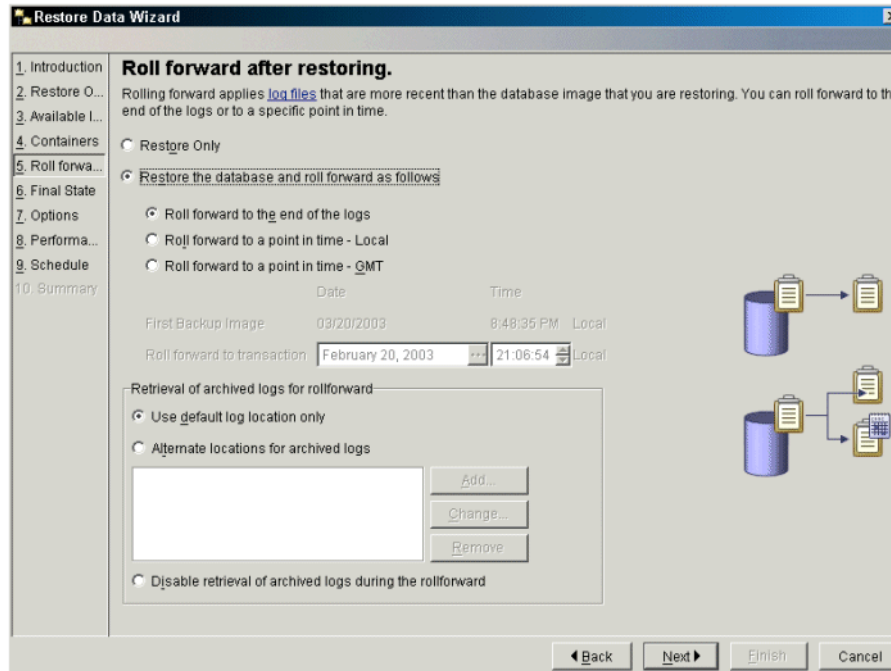 Restore Data Wizard
1. Introduction
2. Restore O...
3. Available I...
4. Containers
5. Roll forwa...
6. Final State
7. Options
8. Performa...
9. Schedule
10. Summary
Roll forward after restoring.
Rolling forward applies log files that are more recent than the database image that you are restoring. You can roll forward to
end of the logs or to a specific point in time.
Restore Only
Restore the database and roll forward as follows
Roll forward to the end of the logs
Roll forward to a point in time - Local
Roll forward to a point in time - GMT
Date Time
First Backup Image 03/20/2003 8:48:35 PM Local
Roll forward to transaction February 20, 2003 ... 21:06:54 Local
Retrieval of archived logs for rollforward
Use default log location only
Alternate locations for archived logs
Add...
Change...
Remove
Disable retrieval of archived logs during the rollforward
Back Next Finish Cancel